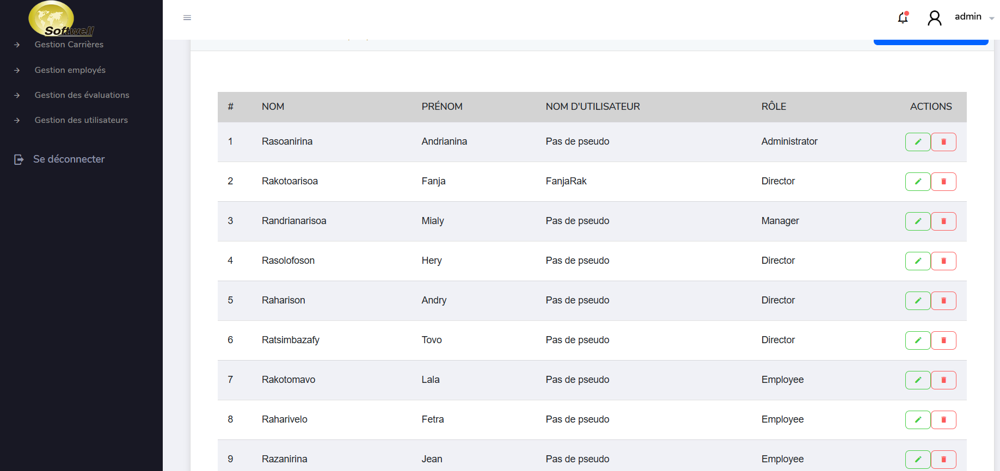 Softwell
Gestion Carrières
Gestion employés
Gestion des évaluations
Gestion des utilisateurs
Se déconnecter
admin
# NOM PRÉNOM NOM D'UTILISATEUR RÔLE ACTIONS
1 Rasoanirina Andrianina Pas de pseudo Administrator
2 Rakotoarisoa Fanja FanjaRak Director
3 Randrianarisoa Mialy Pas de pseudo Manager
4 Rasolofoson Hery Pas de pseudo Director
5 Raharison Andry Pas de pseudo Director
6 Ratsimbazafy Tovo Pas de pseudo Director
7 Rakotomavo Lala Pas de pseudo Employee
8 Raharivelo Fetra Pas de pseudo Employee
9 Razanirina Jean Pas de pseudo Employee